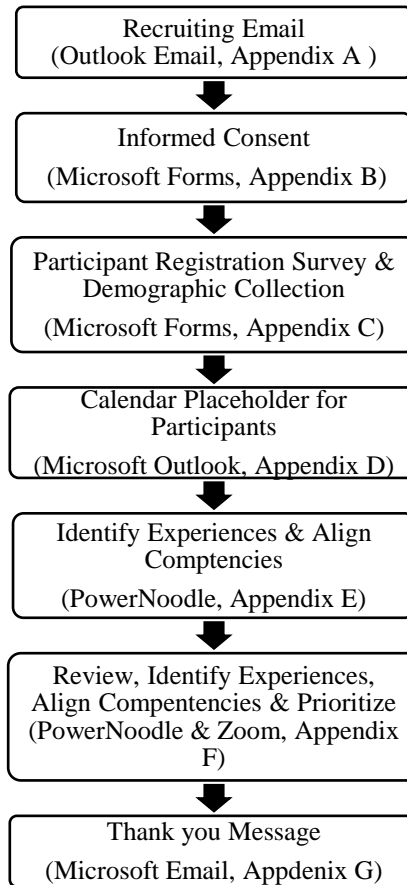 Recruiting Email
(Outlook Email, Appendix A )
Informed Consent
(Microsoft Forms, Appendix B)
Participant Registration Survey &
Demographic Collection
(Microsoft Forms, Appendix C)
Calendar Placeholder for
Participants
(Microsoft Outlook, Appendix D)
Identify Experiences & Align
Comptencies
(PowerNoodle, Appendix E)
Review, Identify Experiences,
Align Compentencies & Prioritize
(PowerNoodle & Zoom, Appendix
F)
Thank you Message
(Microsoft Email, Appdenix G)